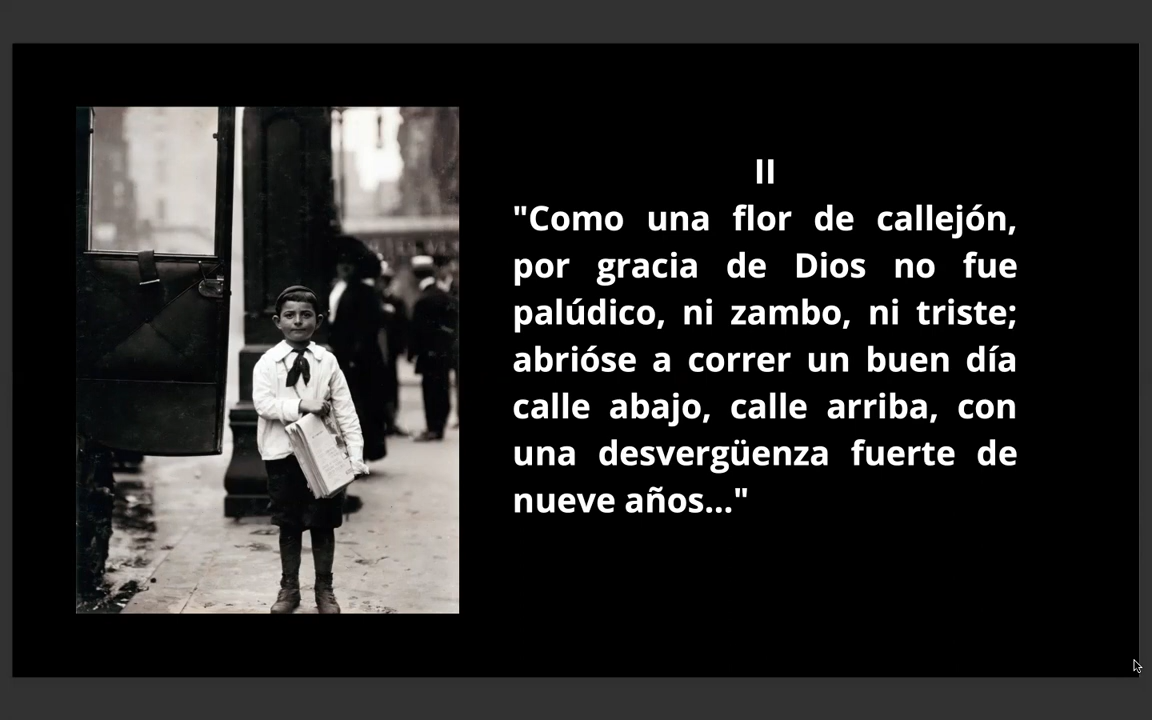 II
"Como una flor de callejón,
por gracia de Dios no fue
palúdico, ni zambo, ni triste;
abrióse a correr un buen día
calle abajo, calle arriba, con
una desvergüenza fuerte de
nueve años..."